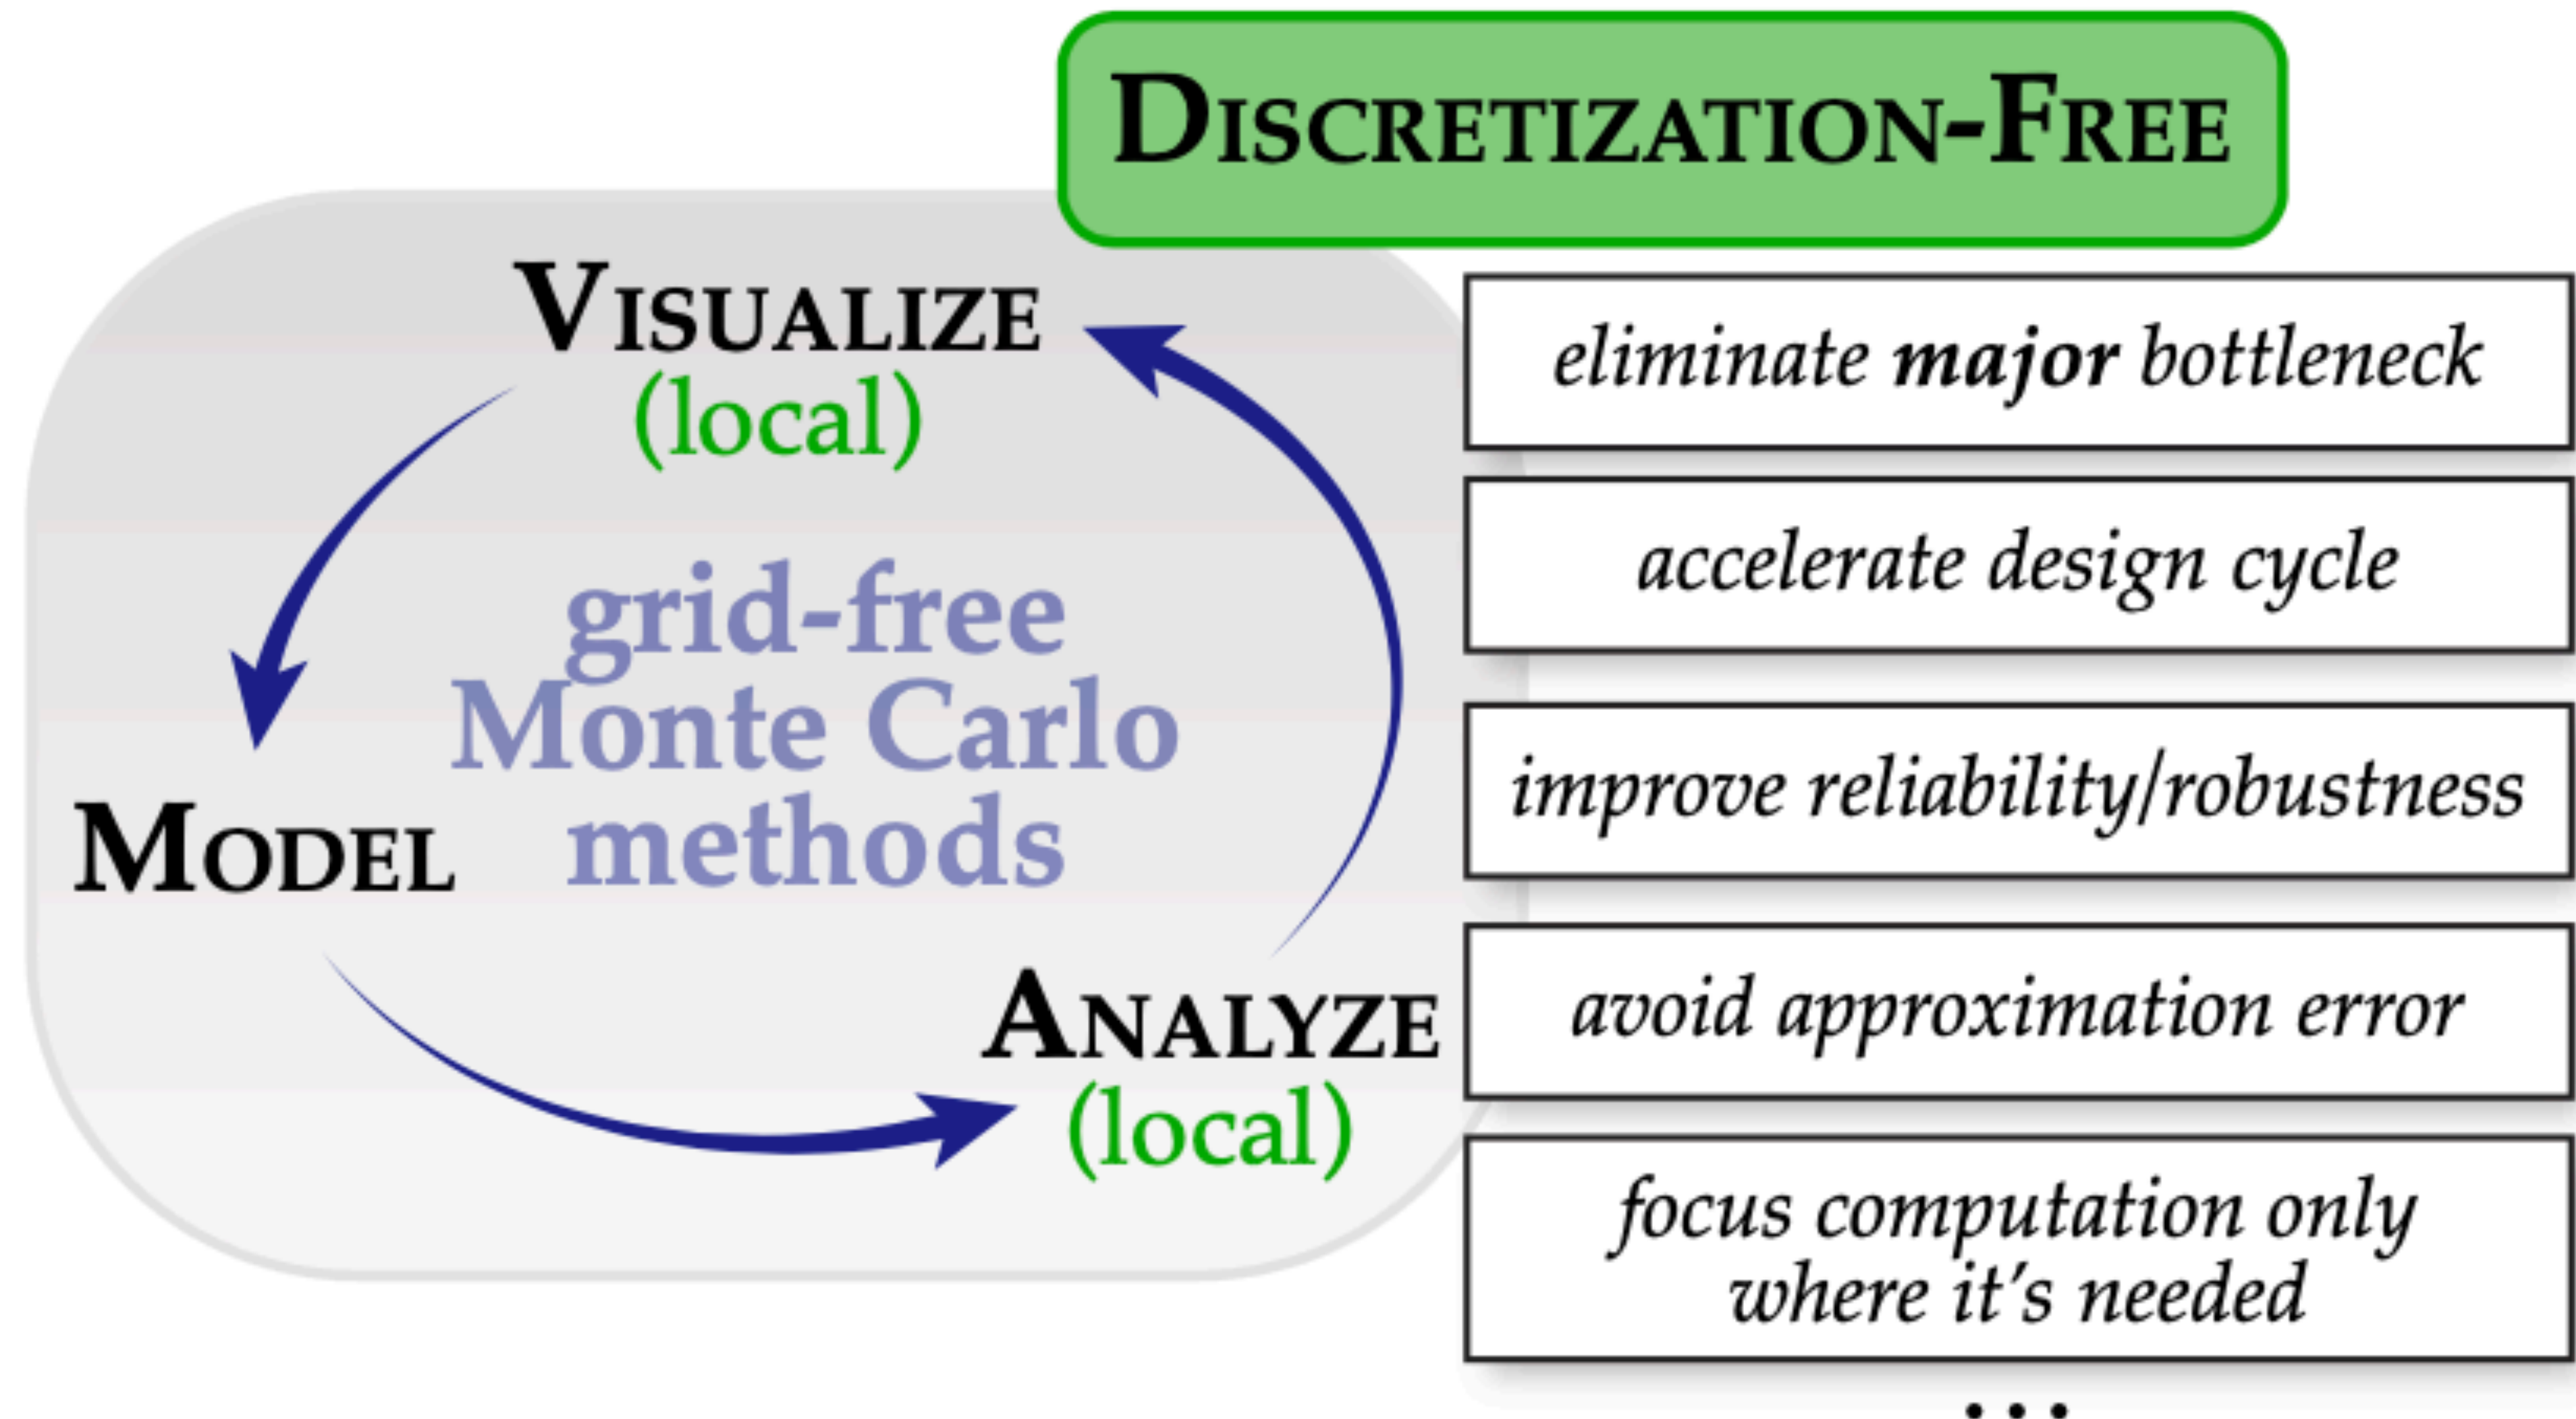 DISCRETIZATION-FREE
VISUALIZE
(local)
grid-free
Monte Carlo
methods
MODEL
ANALYZE
(local)
eliminate major bottleneck
accelerate design cycle
improve reliability/robustness
avoid approximation error
focus computation only
where it's needed
...